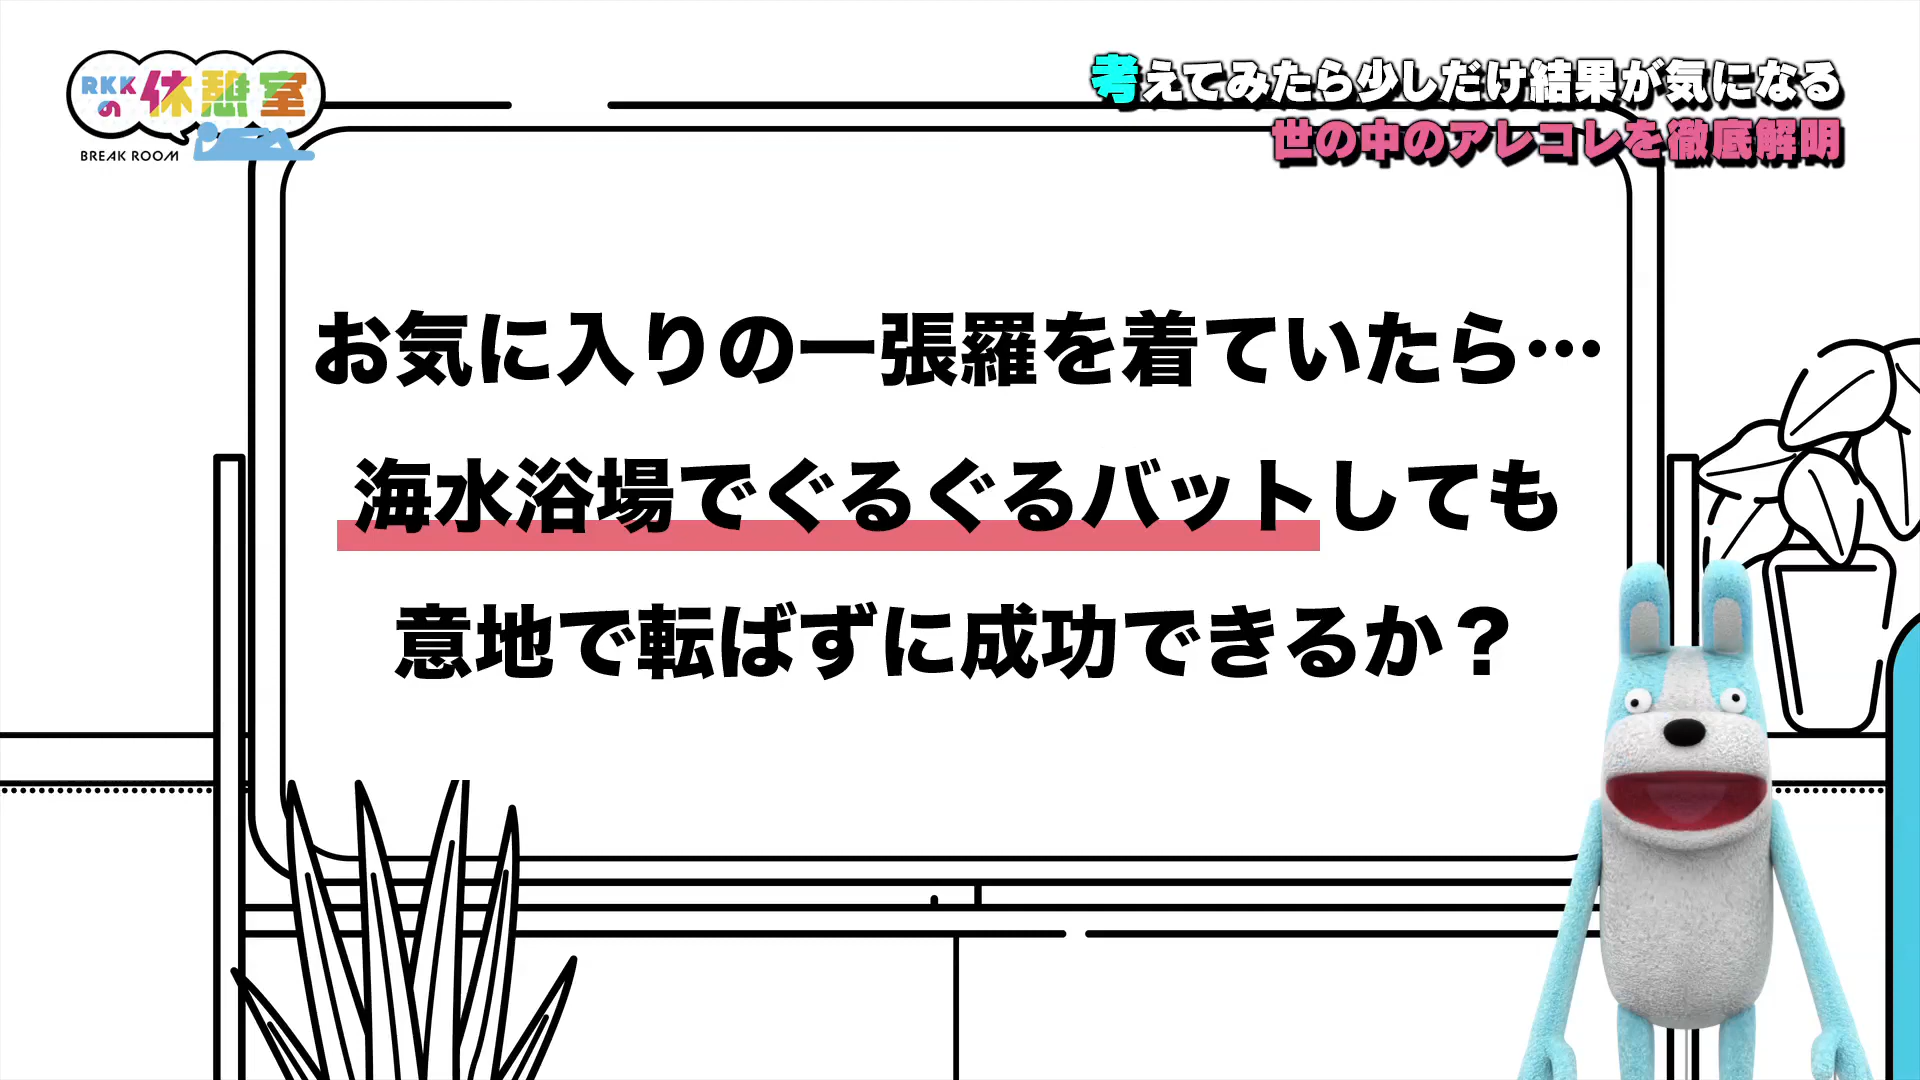 RKKの休憩室
BREAK ROOM
考えてみたら少しだけ結果が気になる
世の中のアレコレを徹底解明
お気に入りの一張羅を着ていたら…
海水浴場でぐるぐるバットしても
意地で転ばずに成功できるか？